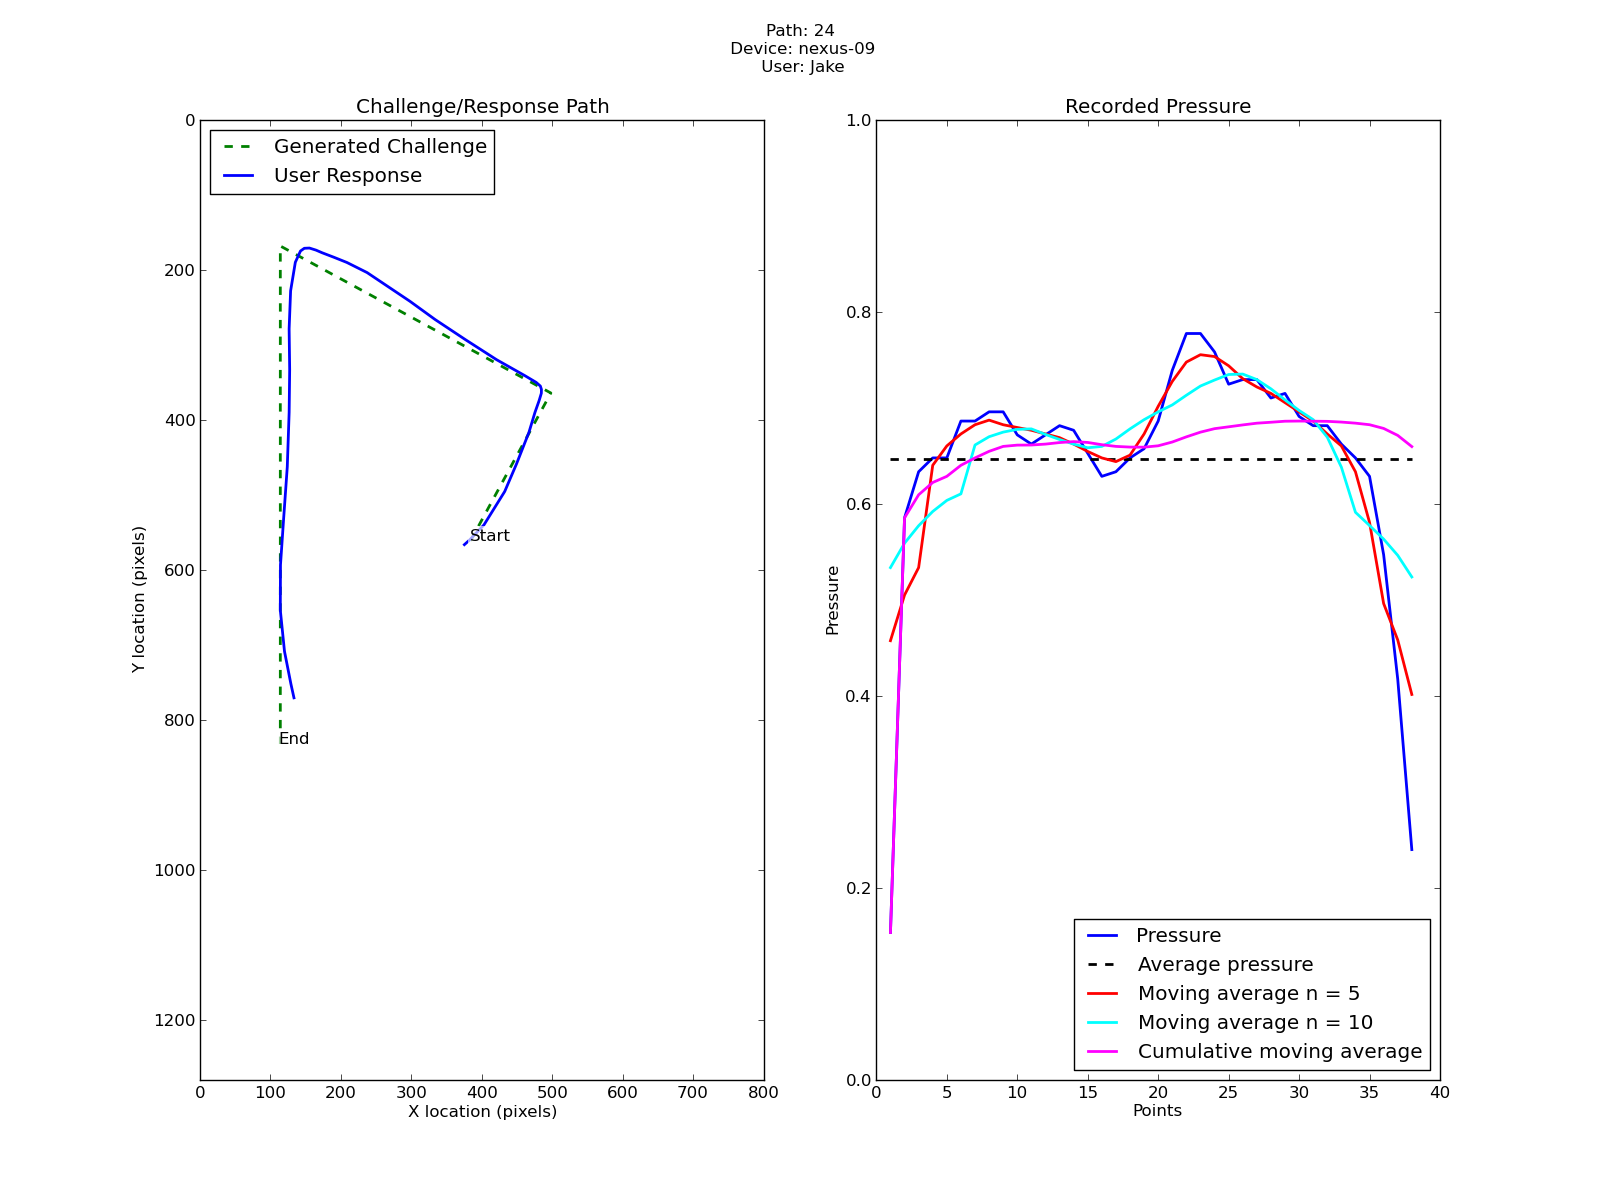 Path: 24
Device: nexus-09
User: Jake
Challenge/Response Path
Generated Challenge
User Response
0
200
400
600
800
1000
1200
Y location (pixels)
Start
End
0 100 200 300 400 500 600 700 800
X location (pixels)
Recorded Pressure
1.0
0.8
0.6
0.4
0.2
0.0
Pressure
Pressure
Average pressure
Moving average n = 5
Moving average n = 10
Cumulative moving average
0 5 10 15 20 25 30 35 40
Points